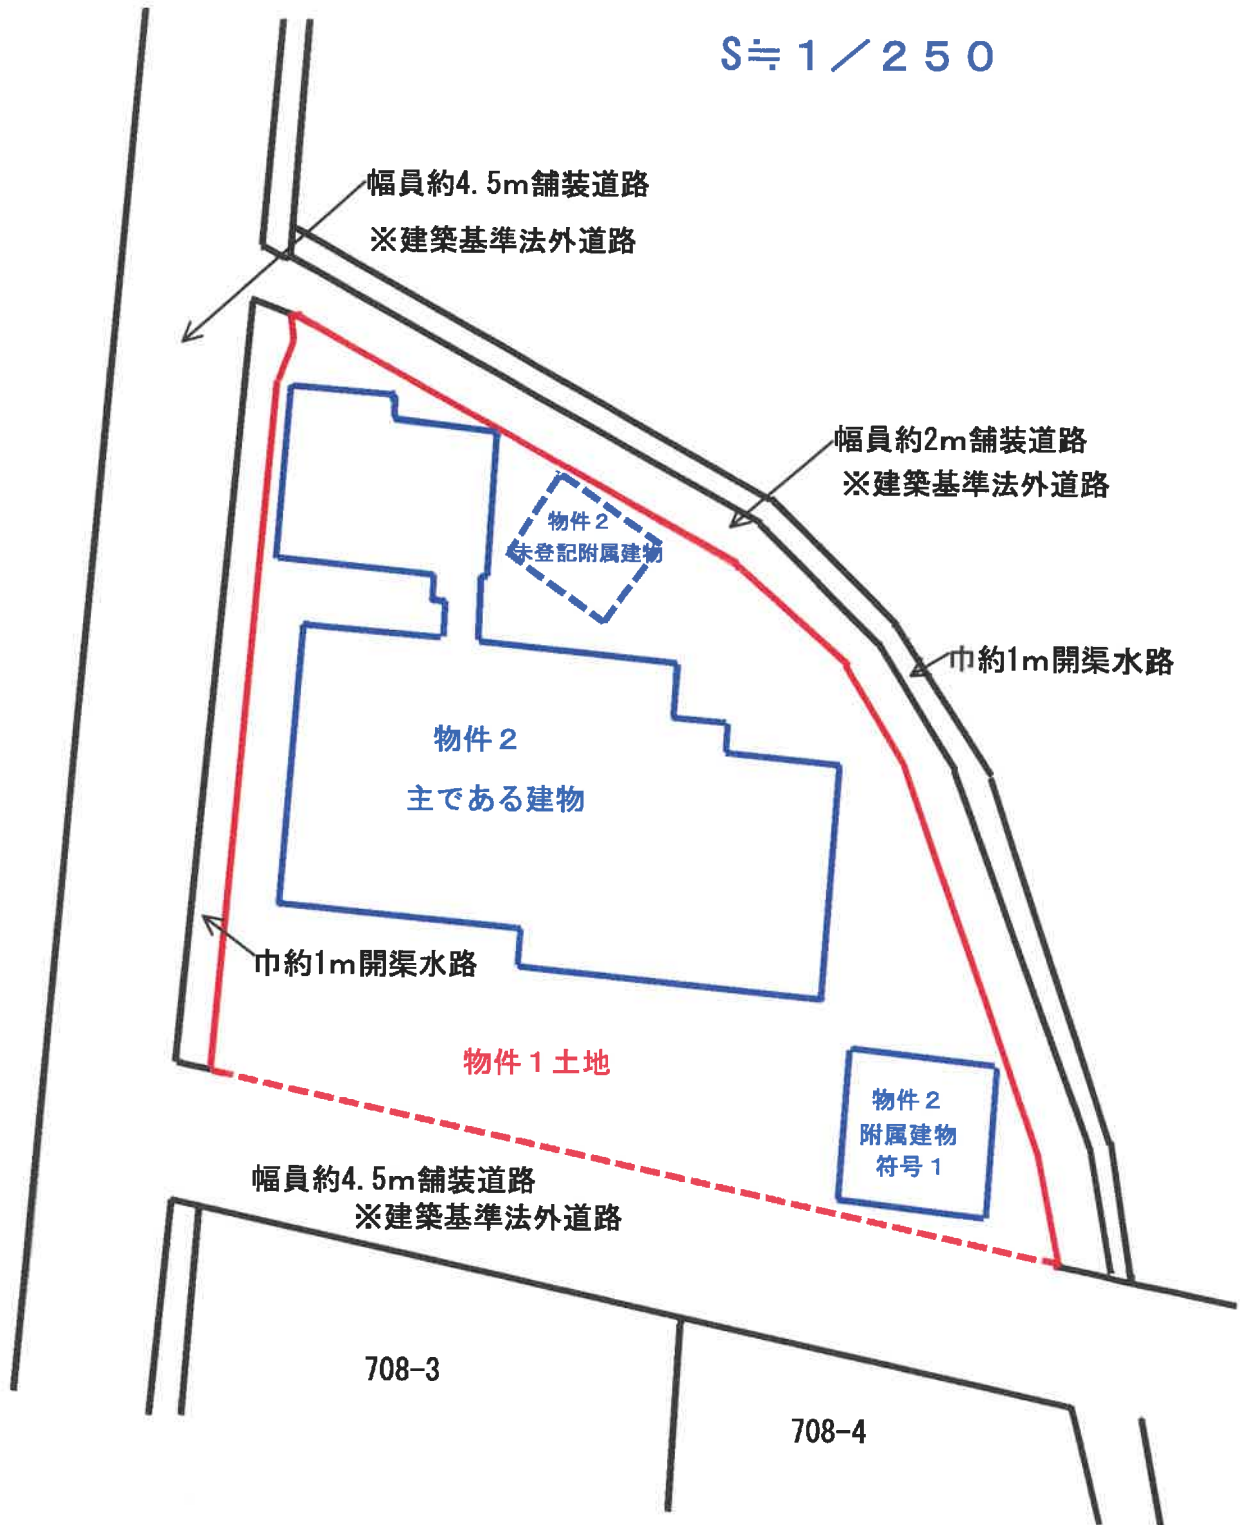 S≒１／２５０
幅員約4.5m舗装道路
※建築基準法外道路
幅員約2m舗装道路
※建築基準法外道路
物件２
未登記附属建物
巾約1m開渠水路
物件２
主である建物
巾約1m開渠水路
物件１土地
物件２
附属建物
符号１
幅員約4.5m舗装道路
※建築基準法外道路
708-3
708-4